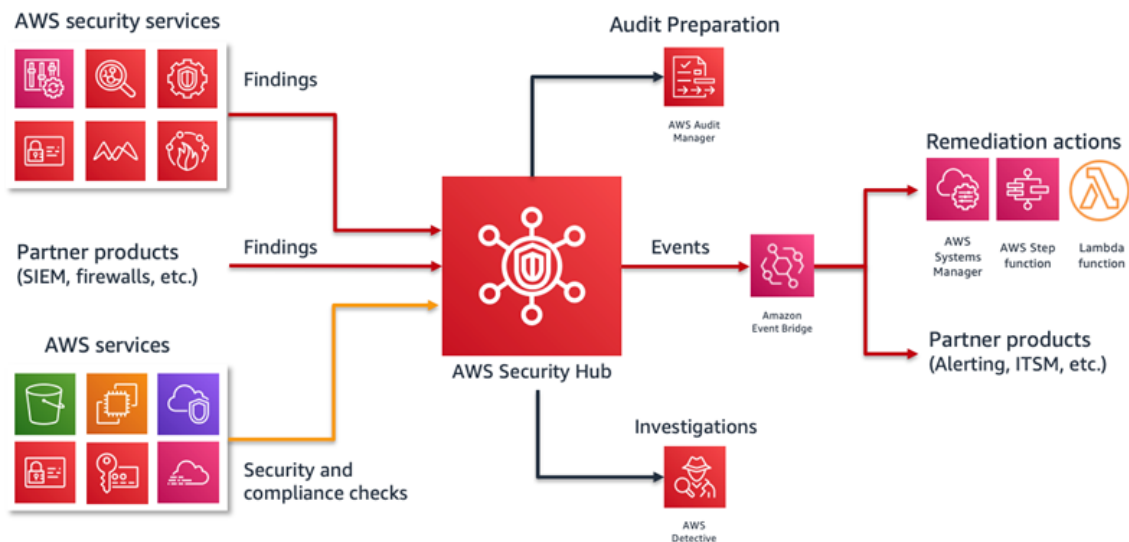 AWS security services
Findings
Audit Preparation
AWS Audit
Manager
Remediation actions
AWS
Systems
Manager
AWS Step
function
Lambda
function
Partner products
(SIEM, firewalls, etc.)
Findings
Events
Amazon
Event Bridge
AWS Security Hub
Partner products
(Alerting, ITSM, etc.)
AWS services
Security and
compliance checks
Investigations
AWS
Detective